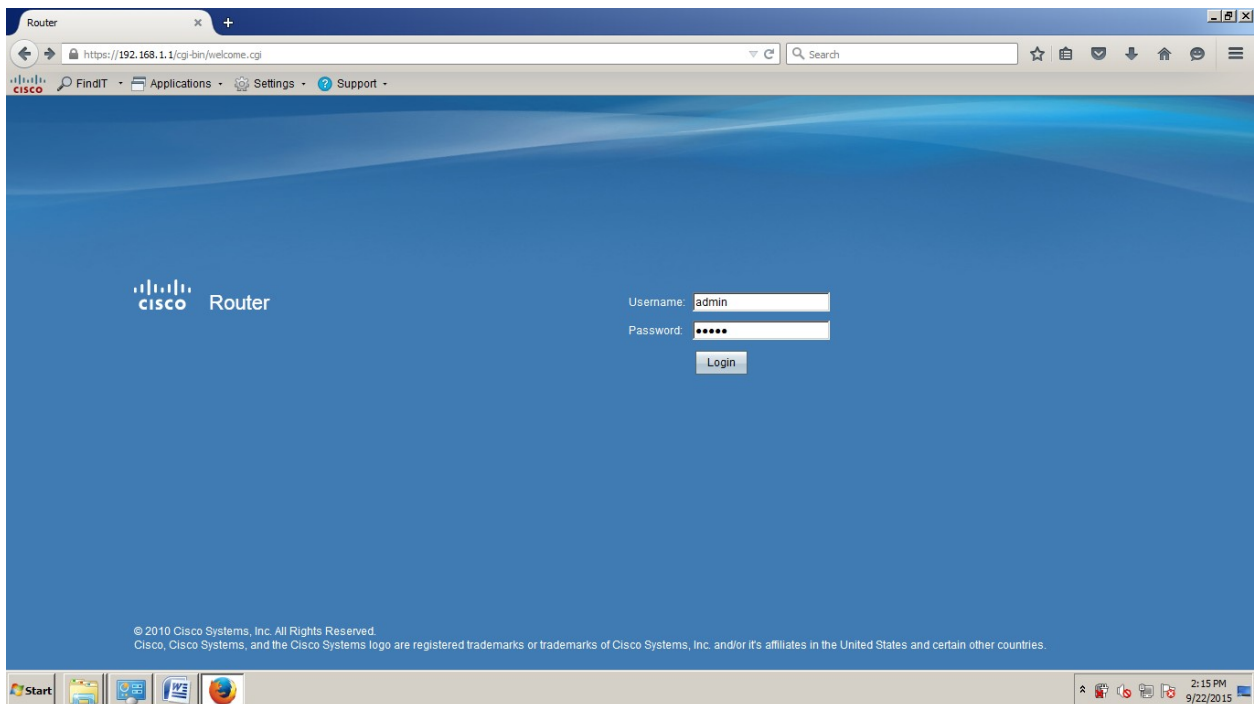 Router
https://192.168.1.1/cgi-bin/welcome.cgi
Search
CISCO
FindIT
Applications
Settings
Support
CISCO Router
Username: admin
Password: •••••
Login
© 2010 Cisco Systems, Inc. All Rights Reserved.
Cisco, Cisco Systems, and the Cisco Systems logo are registered trademarks or trademarks of Cisco Systems, Inc. and/or it's affiliates in the United States and certain other countries.
Start
2:15 PM
9/22/2015